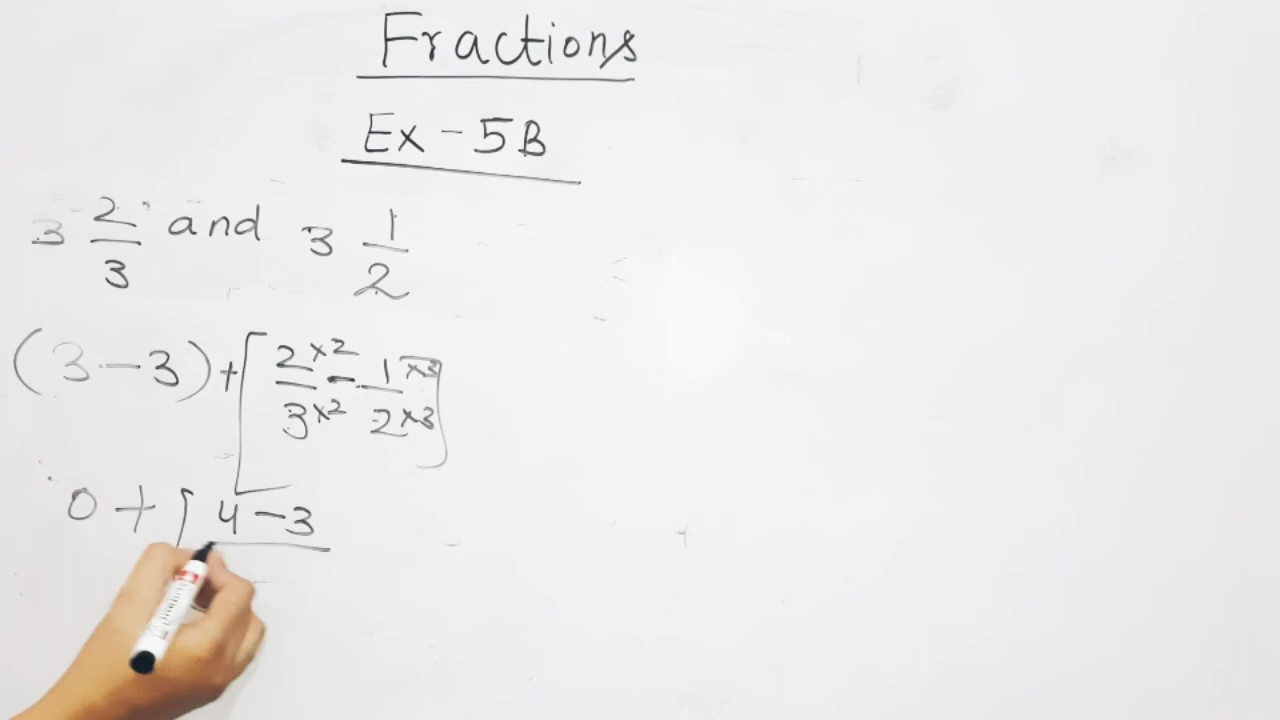 Fractions
Ex - 5B
3 2/3 and 3 1/2
(3 - 3) + [2×2/3×2 - 1×3/2×3]
0 + [4 - 3